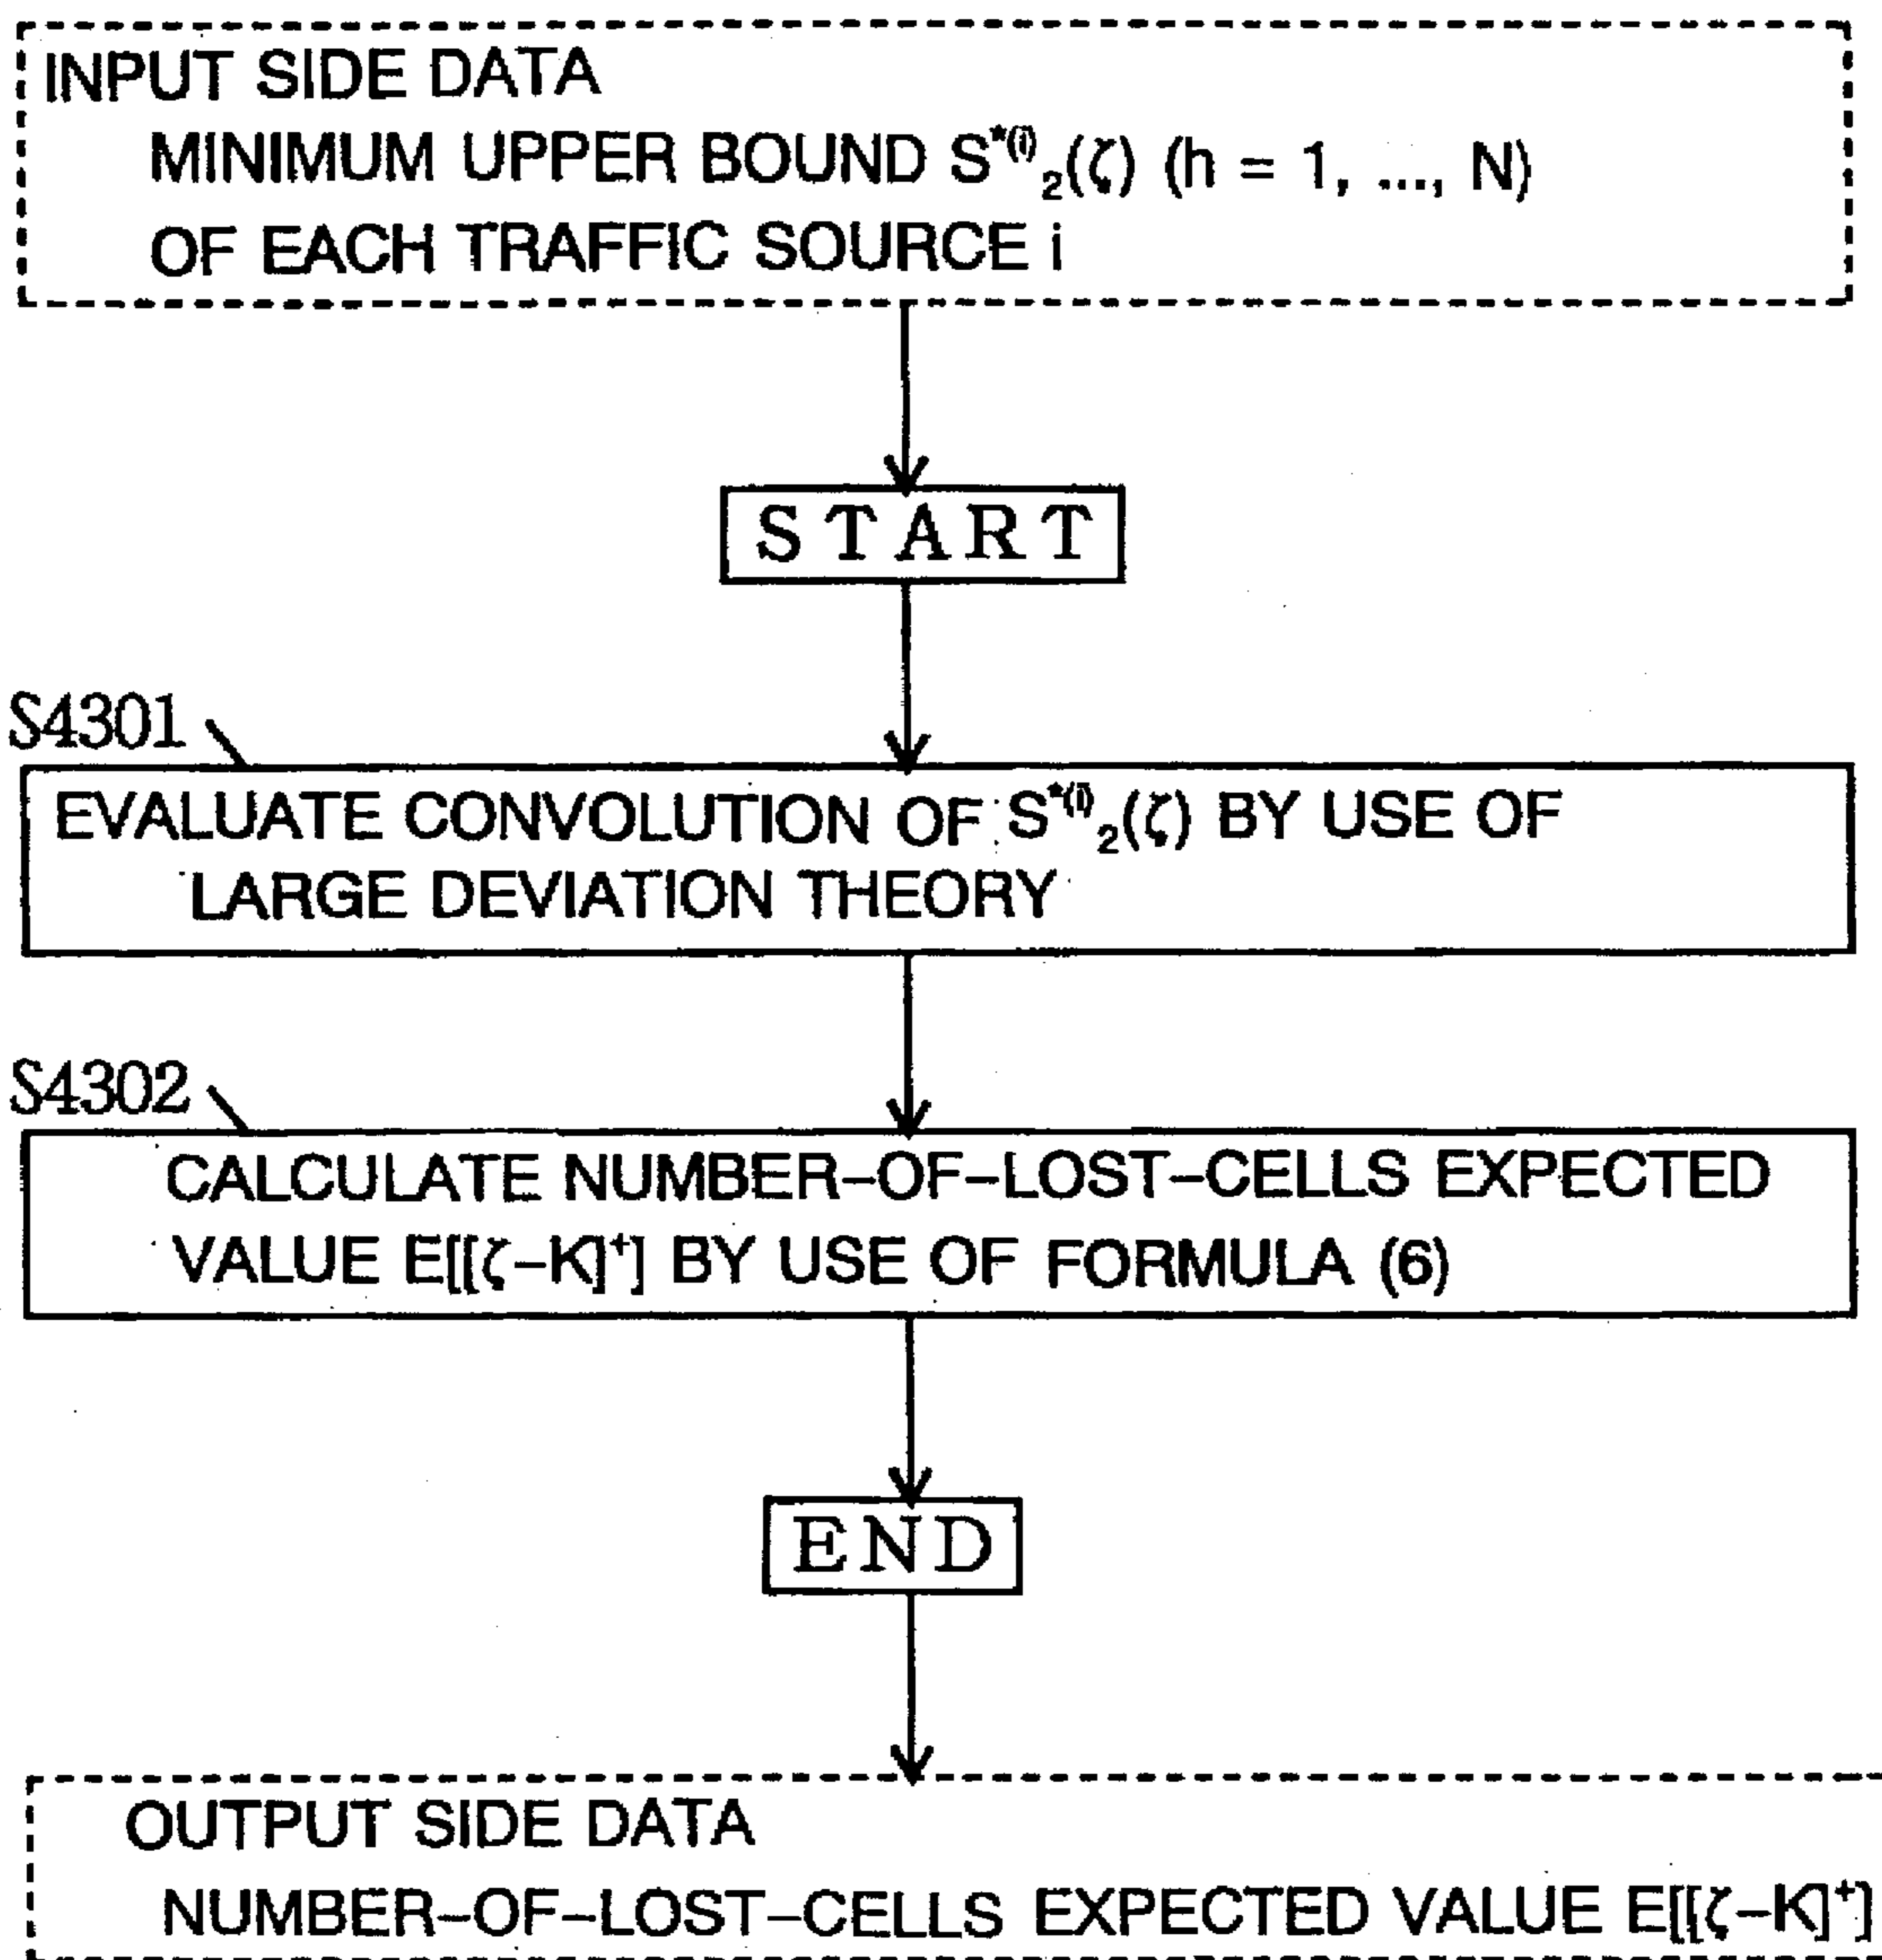 INPUT SIDE DATA
MINIMUM UPPER BOUND S*(i)2(ζ) (h = 1, ..., N)
OF EACH TRAFFIC SOURCE i
START
S4301
EVALUATE CONVOLUTION OF S*(i)2(ζ) BY USE OF
LARGE DEVIATION THEORY
S4302
CALCULATE NUMBER-OF-LOST-CELLS EXPECTED
VALUE E[[ζ-K]+] BY USE OF FORMULA (6)
END
OUTPUT SIDE DATA
NUMBER-OF-LOST-CELLS EXPECTED VALUE E[[ζ-K]+]